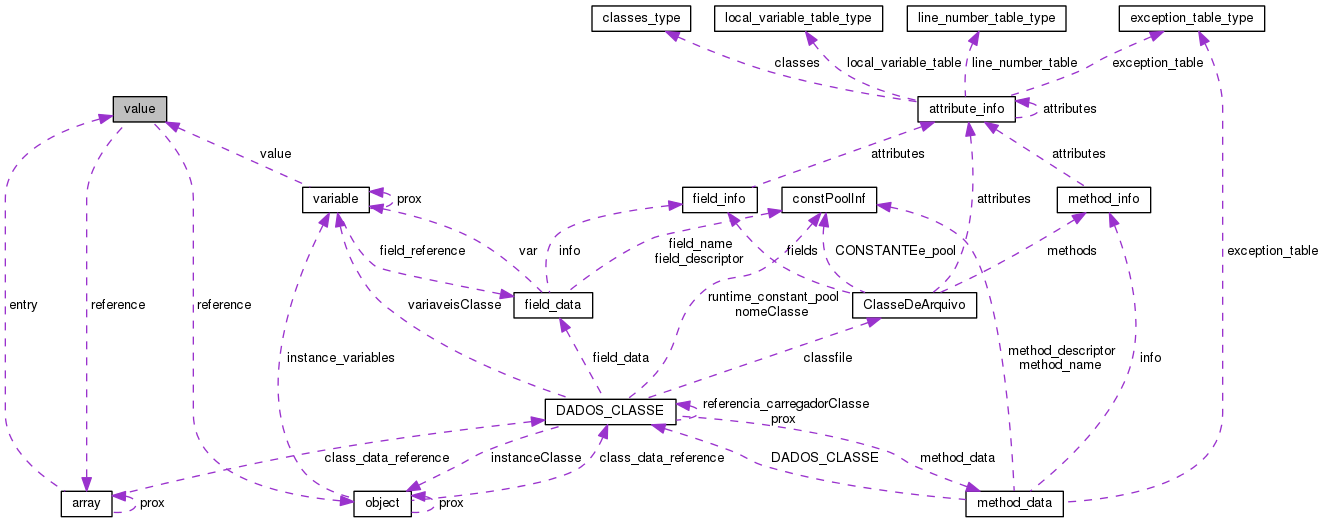 classes_type
local_variable_table_type
line_number_table_type
exception_table_type
classes
local_variable_table
line_number_table
exception_table
value
attribute_info
attributes
value
attributes
attributes
variable
prox
field_info
constPoolInf
method_info
attributes
field_reference
var
info
field_name
field_descriptor
fields
CONSTANTEe_pool
methods
exception_table
entry
reference
reference
variaveisClasse
field_data
runtime_constant_pool
nomeClasse
ClasseDeArquivo
instance_variables
field_data
classfile
method_descriptor
method_name
info
DADOS_CLASSE
referencia_carregadorClasse
prox
class_data_reference
instanceClasse
class_data_reference
DADOS_CLASSE
method_data
array
prox
object
prox
method_data